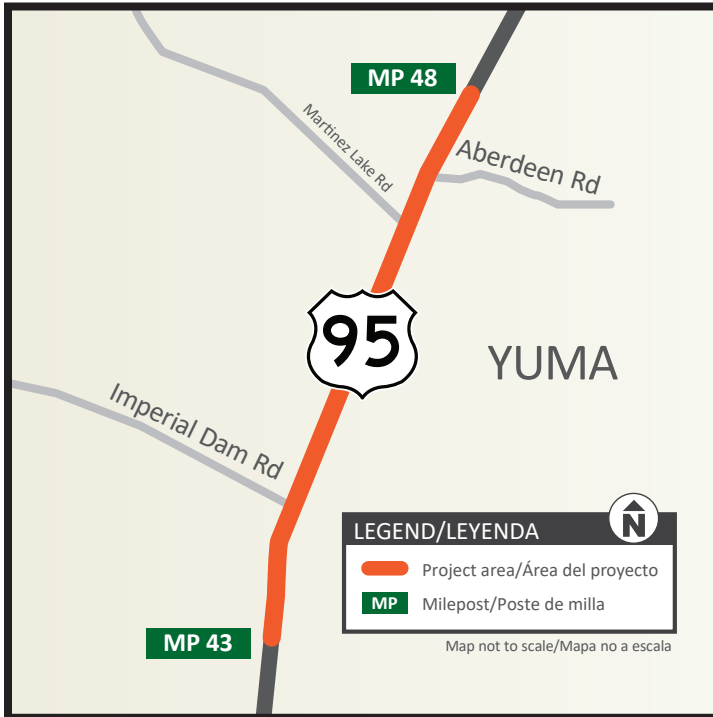 MP 48
Martinez Lake Rd
Aberdeen Rd
95
YUMA
Imperial Dam Rd
N
LEGEND/LEYENDA
Project area/Área del proyecto
MP Milepost/Poste de milla
MP 43
Map not to scale/Mapa no a escala